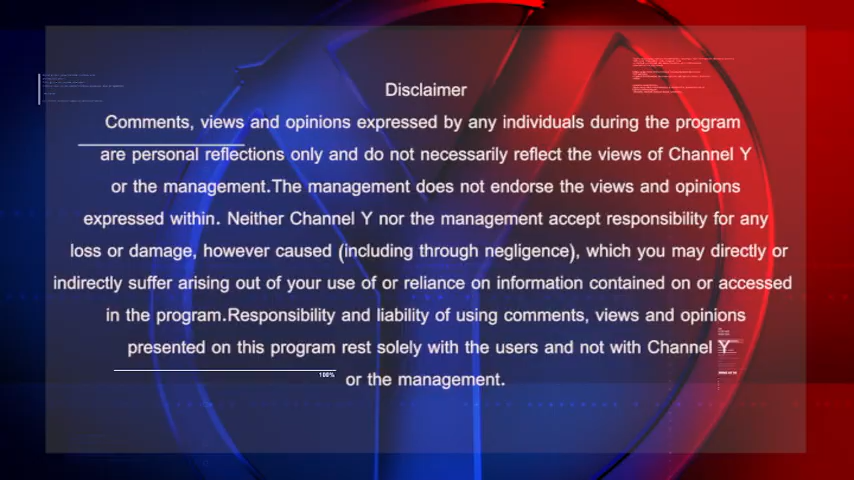 Disclaimer
Comments, views and opinions expressed by any individuals during the program
are personal reflections only and do not necessarily reflect the views of Channel Y
or the management.The management does not endorse the views and opinions
expressed within. Neither Channel Y nor the management accept responsibility for any
loss or damage, however caused (including through negligence), which you may directly or
indirectly suffer arising out of your use of or reliance on information contained on or accessed
in the program.Responsibility and liability of using comments, views and opinions
presented on this program rest solely with the users and not with Channel Y
100%
or the management.